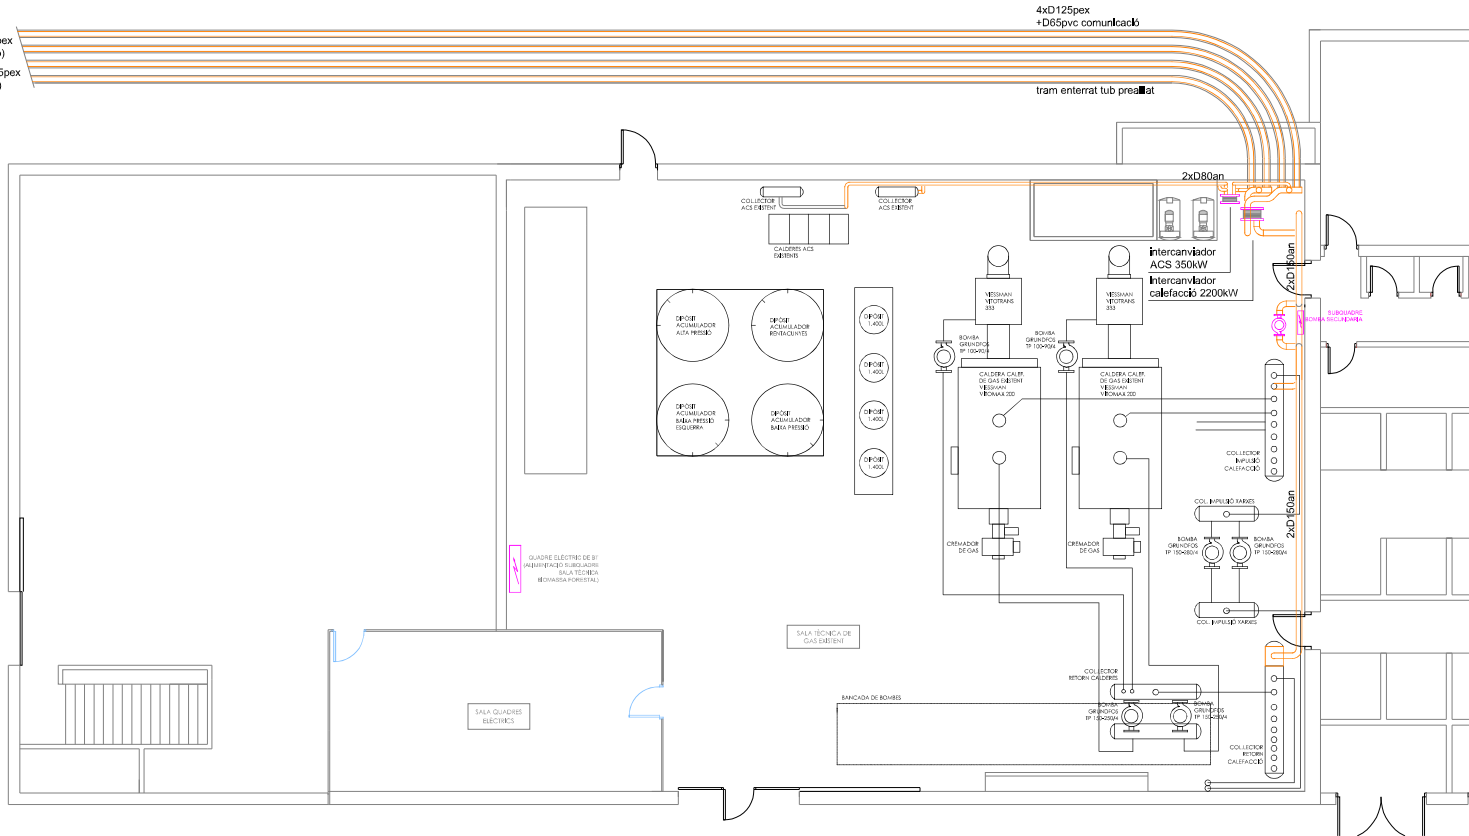 4xD125pex
+D65pvc comunicació
tram enterrat tub preaïllat
2xD80an
COL.LECTOR
ACS EXISTENT
COL.LECTOR
ACS EXISTENT
CALDERES ACS
EXISTENTS
intercanviador
ACS 350kW
Intercanviador
calefacció 2200kW
2xD150an
SUBQUADRE
BOMBA SECUNDÀRIA
VIESSMAN
VITOTRANS
333
VIESSMAN
VITOTRANS
333
DIPÒSIT
ACUMULADOR
ALTA PRESSIÓ
DIPÒSIT
ACUMULADOR
RENTACUNYES
DIPÒSIT
1.400L
DIPÒSIT
1.400L
DIPÒSIT
1.400L
DIPÒSIT
1.400L
DIPÒSIT
ACUMULADOR
BAIXA PRESSIÓ
ESQUERRA
DIPÒSIT
ACUMULADOR
BAIXA PRESSIÓ
BOMBA
GRUNDFOS
TP 100-90/4
BOMBA
GRUNDFOS
TP 100-90/4
CALDERA CALEF.
DE GAS EXISTENT
VIESSMAN
VITOMAX 200
CALDERA CALEF.
DE GAS EXISTENT
VIESSMAN
VITOMAX 200
COL.LECTOR
IMPULSIÓ
CALEFACCIÓ
2xD150an
COL. IMPULSIÓ XARXES
BOMBA
GRUNDFOS
TP 150-280/4
BOMBA
GRUNDFOS
TP 150-280/4
COL. IMPULSIÓ XARXES
CREMADOR
DE GAS
CREMADOR
DE GAS
QUADRE ELÈCTRIC DE BT
(ALIMENTACIÓ SUBQUADRE
SALA TÈCNICA
BIOMASSA FORESTAL)
SALA TÈCNICA DE
GAS EXISTENT
SALA QUADRES
ELÈCTRICS
BANCADA DE BOMBES
COL.LECTOR
RETORN CALDERES
BOMBA
GRUNDFOS
TP 150-250/4
BOMBA
GRUNDFOS
TP 150-250/4
COL.LECTOR
RETORN
CALEFACCIÓ